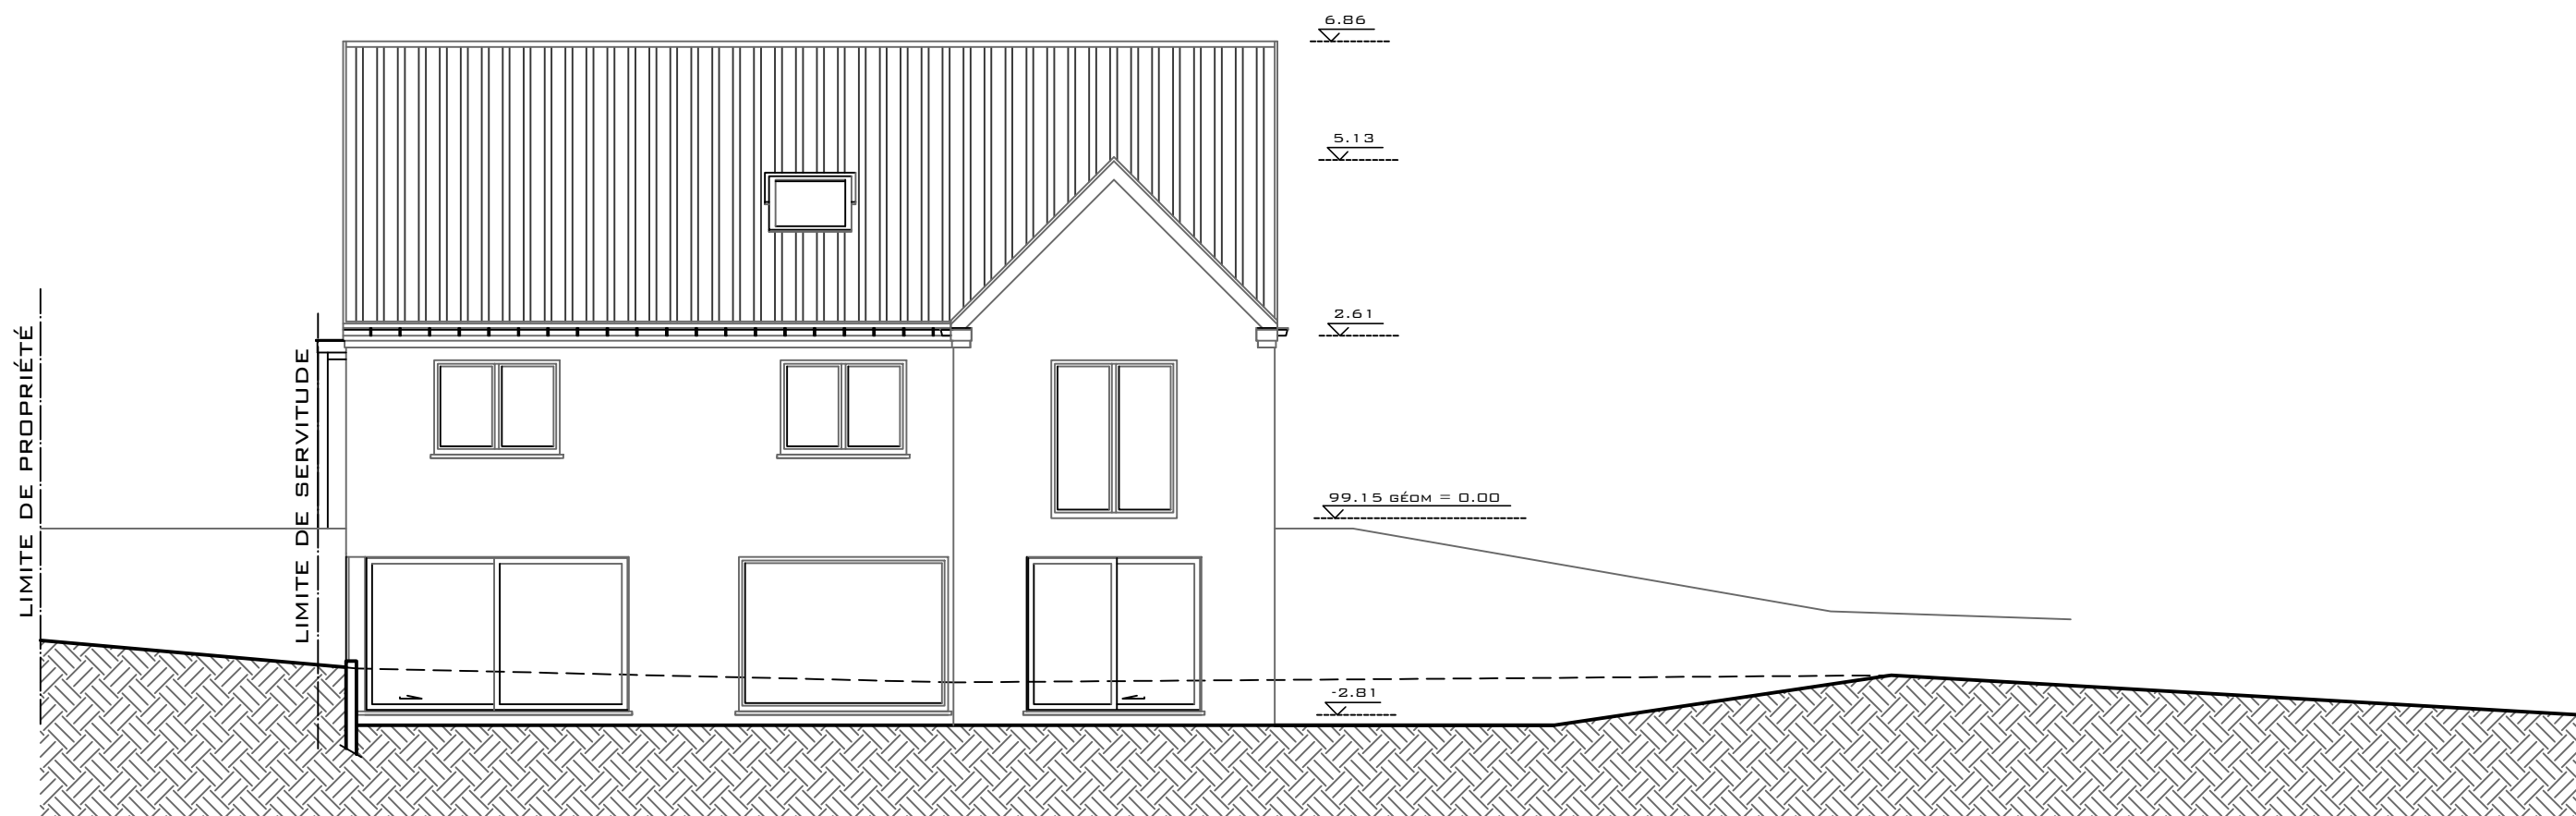 6.86
5.13
2.61
99.15 GÉOM = 0.00
-2.81
LIMITE DE PROPRIÉTÉ
LIMITE DE SERVITUDE